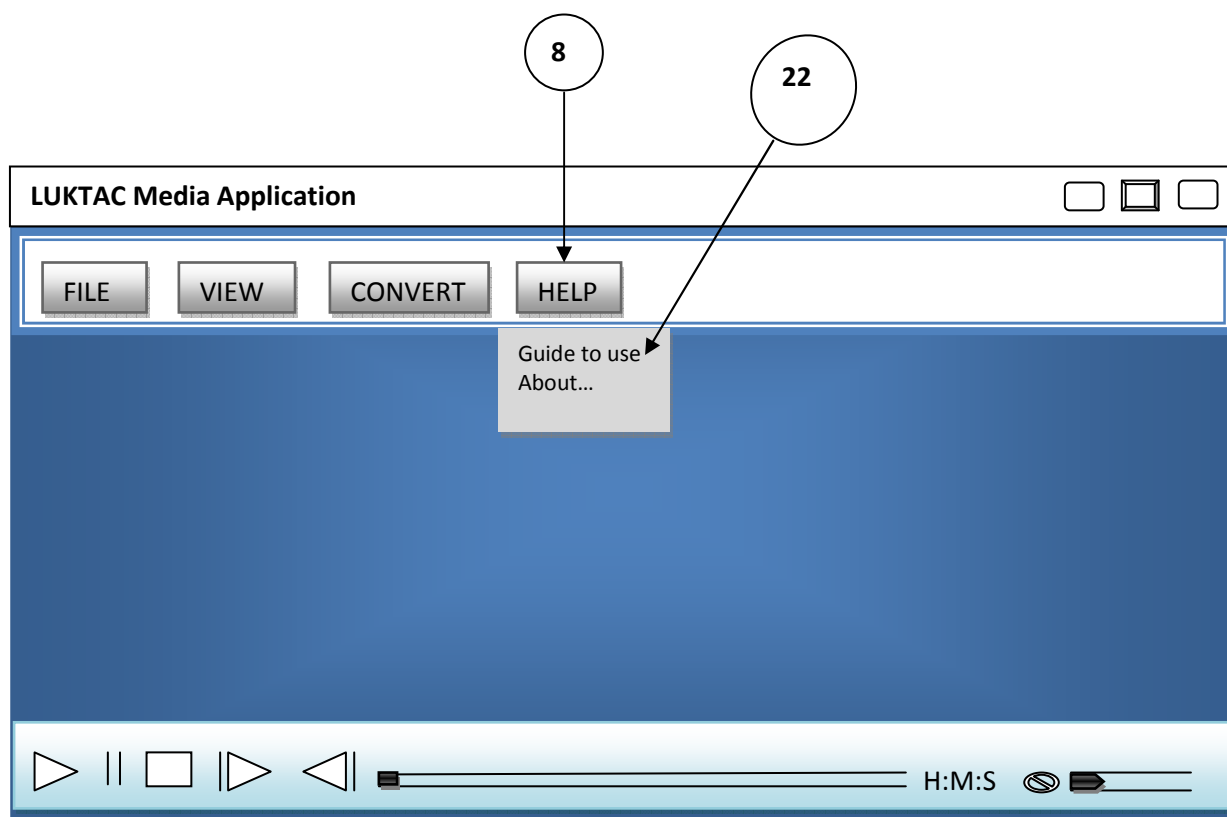 8
22
LUKTAC Media Application
FILE VIEW CONVERT HELP
Guide to use
About...
H:M:S